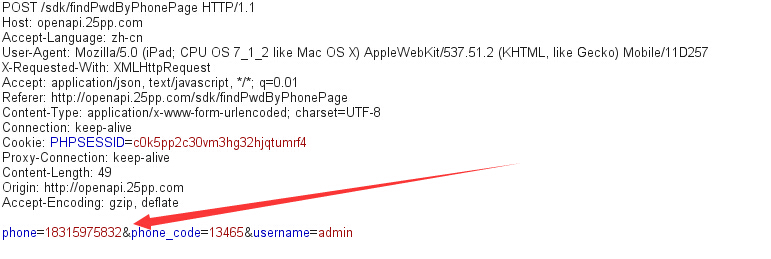 POST /sdk/findPwdByPhonePage HTTP/1.1
Host: openapi.25pp.com
Accept-Language: zh-cn
User-Agent: Mozilla/5.0 (iPad; CPU OS 7_1_2 like Mac OS X) AppleWebKit/537.51.2 (KHTML, like Gecko) Mobile/11D257
X-Requested-With: XMLHttpRequest
Accept: application/json, text/javascript, */*; q=0.01
Referer: http://openapi.25pp.com/sdk/findPwdByPhonePage
Content-Type: application/x-www-form-urlencoded; charset=UTF-8
Connection: keep-alive
Cookie: PHPSESSID=c0k5pp2c30vm3hg32hjqtumrf4
Proxy-Connection: keep-alive
Content-Length: 49
Origin: http://openapi.25pp.com
Accept-Encoding: gzip, deflate
phone=18315975832&phone_code=13465&username=admin